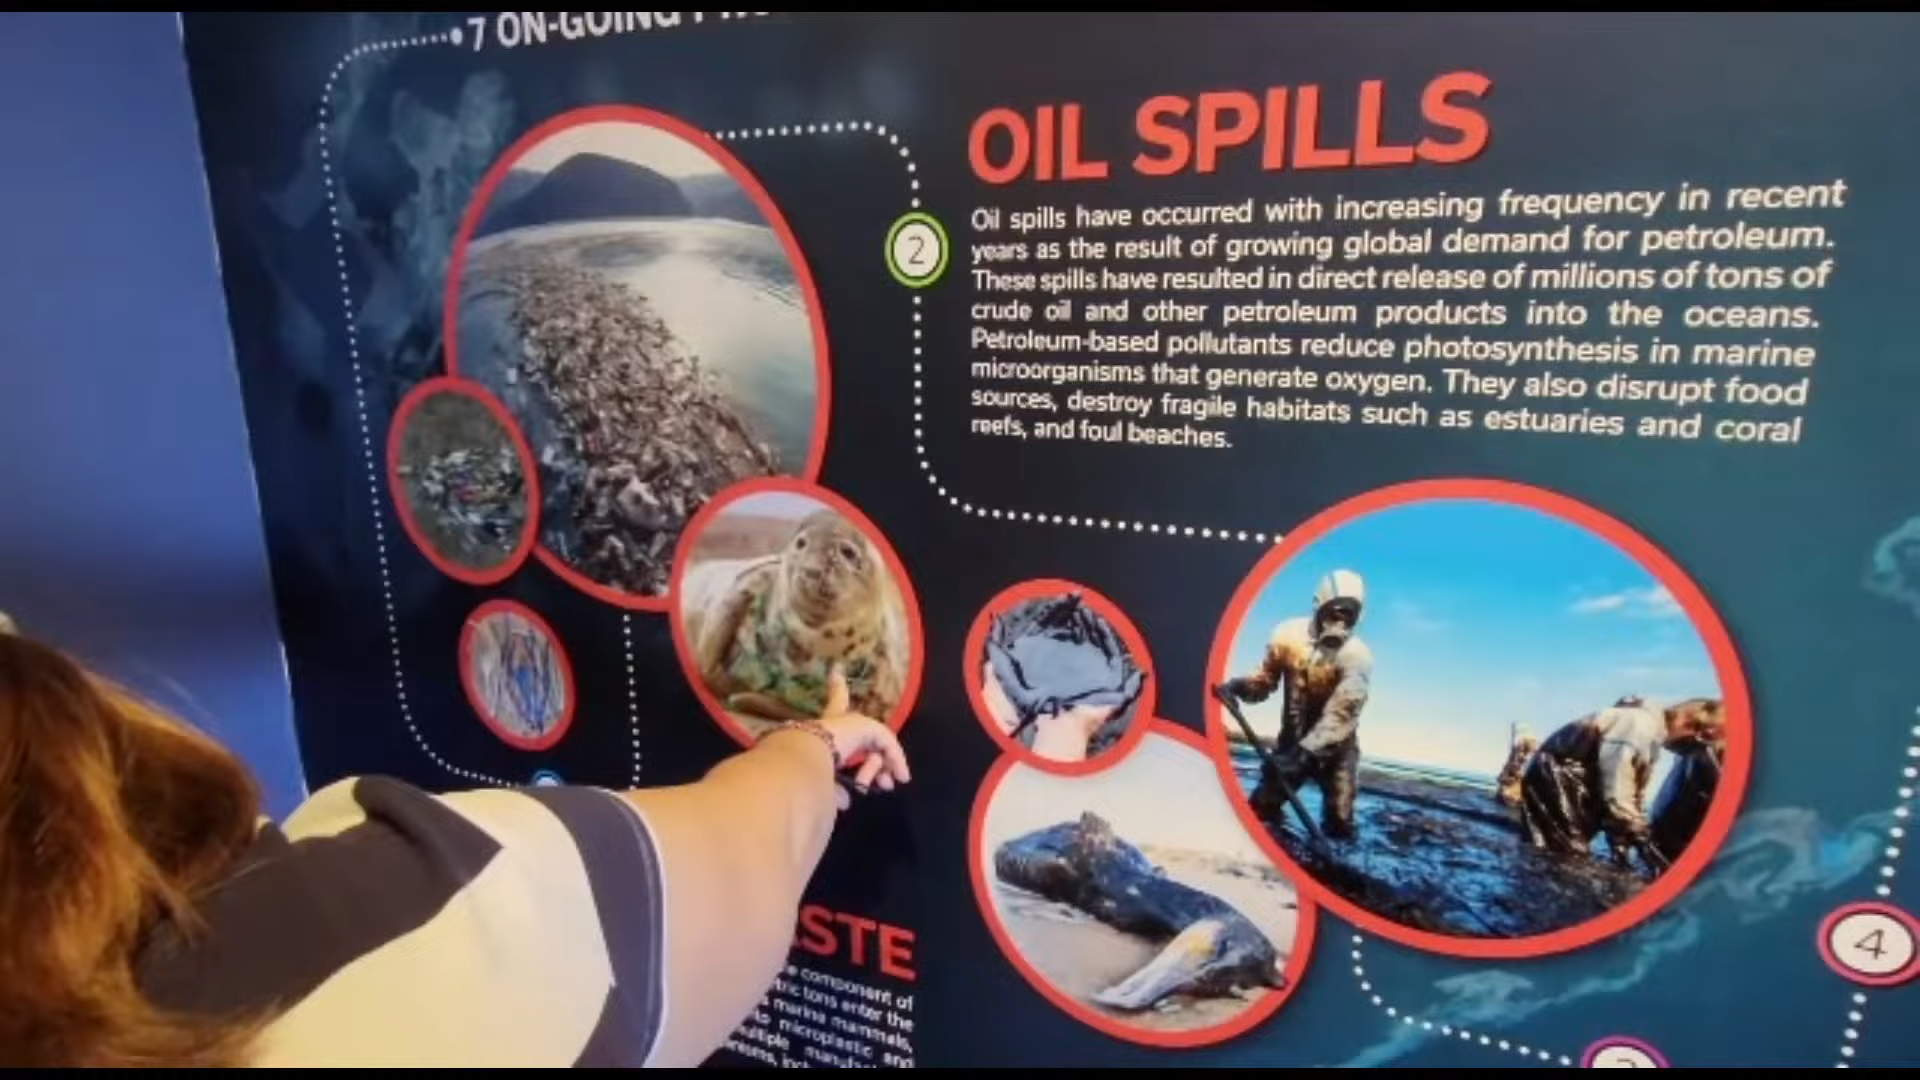 7 ON-GOING
OIL SPILLS
2
Oil spills have occurred with increasing frequency in recent
years as the result of growing global demand for petroleum.
These spills have resulted in direct release of millions of tons of
crude oil and other petroleum products into the oceans.
Petroleum-based pollutants reduce photosynthesis in marine
microorganisms that generate oxygen. They also disrupt food
sources, destroy fragile habitats such as estuaries and coral
reefs, and foul beaches.
4
STE
component of
tons enter the
marine mammals,
microplastic and